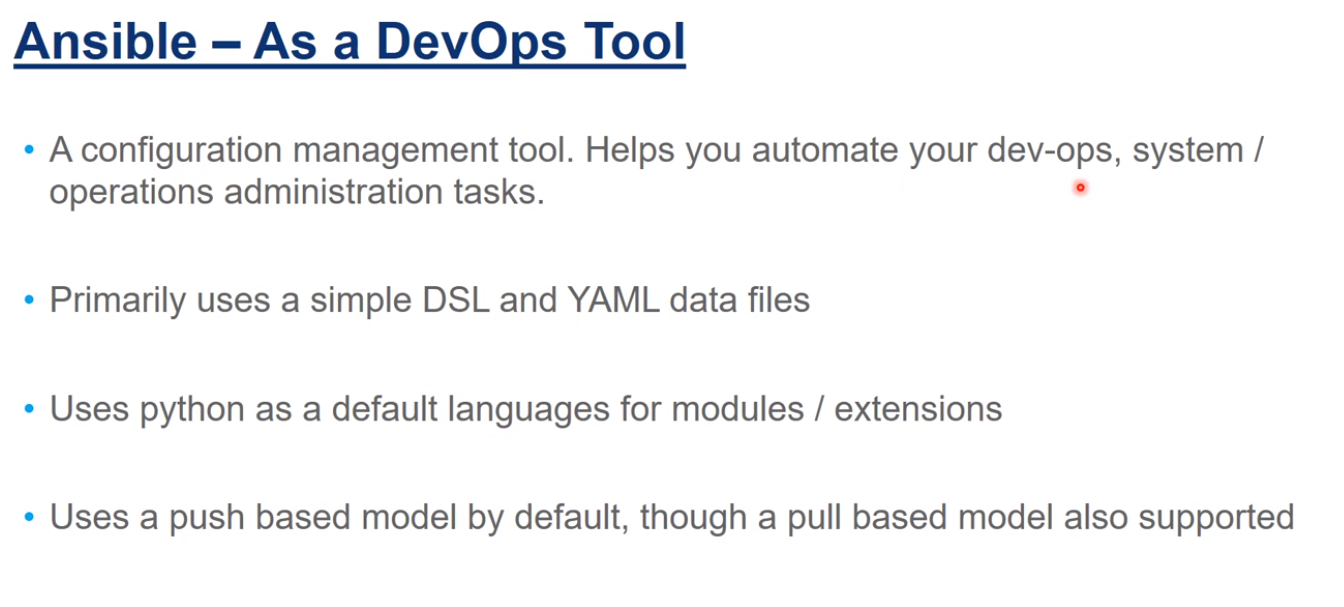 Ansible – As a DevOps Tool
• A configuration management tool. Helps you automate your dev-ops, system /
operations administration tasks.
• Primarily uses a simple DSL and YAML data files
• Uses python as a default languages for modules / extensions
• Uses a push based model by default, though a pull based model also supported